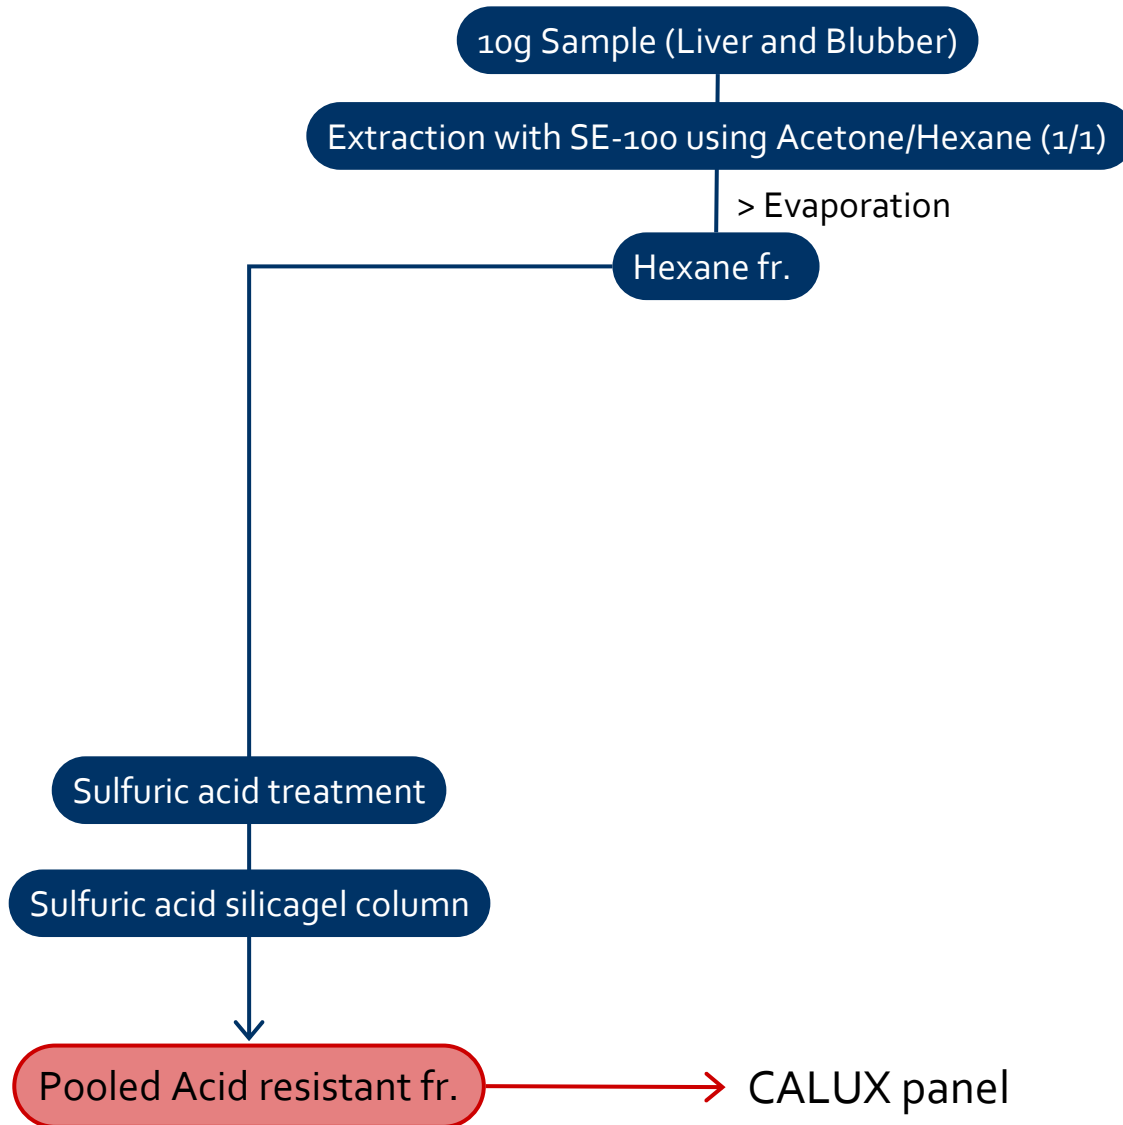 10g Sample (Liver and Blubber)
Extraction with SE-100 using Acetone/Hexane (1/1)
> Evaporation
Hexane fr.
Sulfuric acid treatment
Sulfuric acid silicagel column
Pooled Acid resistant fr.
CALUX panel